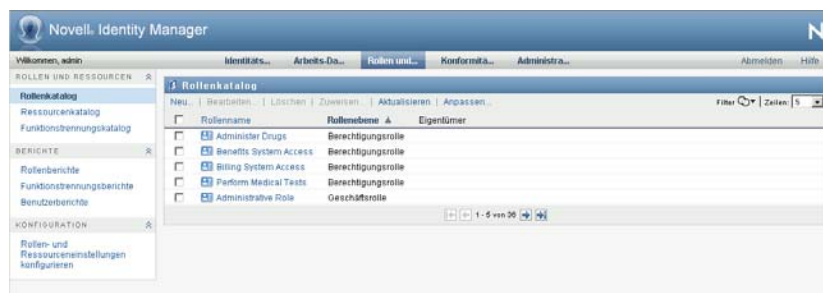 Novell® Identity Manager
N
Willkommen, admin
Identitäts...
Arbeits-Da...
Rollen und...
Konformitä...
Administra...
Abmelden
Hilfe
ROLLEN UND RESSOURCEN
Rollenkatalog
Ressourcenkatalog
Funktionstrennungskatalog
BERICHTE
Rollenberichte
Funktionstrennungsberichte
Benutzerberichte
KONFIGURATION
Rollen- und
Ressourceneinstellungen
konfigurieren
Rollenkatalog
Neu... | Bearbeiten... | Löschen | Zuweisen... | Aktualisieren | Anpassen...
Filter | Zeilen: 5
Rollenname Rollenebene Eigentümer
Administer Drugs Berechtigungsrolle
Benefits System Access Berechtigungsrolle
Billing System Access Berechtigungsrolle
Perform Medical Tests Berechtigungsrolle
Administrative Role Geschäftsrolle
1 - 5 von 36